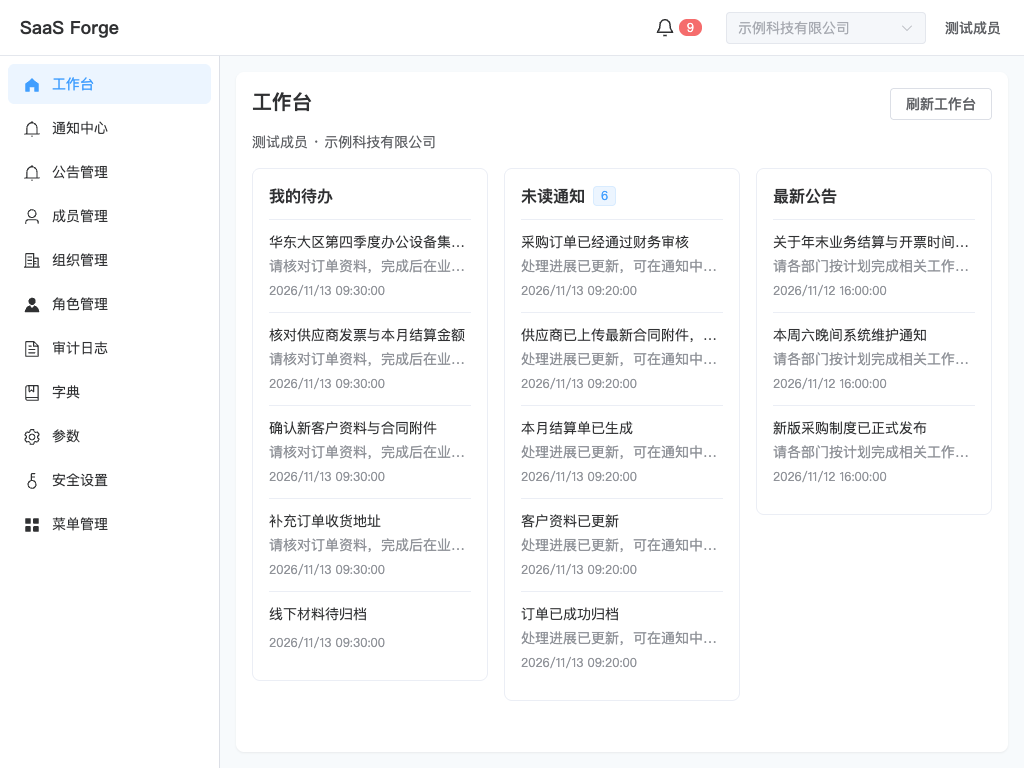 SaaS Forge
9
示例科技有限公司
测试成员
工作台
通知中心
公告管理
成员管理
组织管理
角色管理
审计日志
字典
参数
安全设置
菜单管理
工作台
刷新工作台
测试成员 · 示例科技有限公司
我的待办
华东大区第四季度办公设备集…
请核对订单资料，完成后在业…
2026/11/13 09:30:00
核对供应商发票与本月结算金额
请核对订单资料，完成后在业…
2026/11/13 09:30:00
确认新客户资料与合同附件
请核对订单资料，完成后在业…
2026/11/13 09:30:00
补充订单收货地址
请核对订单资料，完成后在业…
2026/11/13 09:30:00
线下材料待归档
2026/11/13 09:30:00
未读通知 6
采购订单已经通过财务审核
处理进展已更新，可在通知中…
2026/11/13 09:20:00
供应商已上传最新合同附件，…
处理进展已更新，可在通知中…
2026/11/13 09:20:00
本月结算单已生成
处理进展已更新，可在通知中…
2026/11/13 09:20:00
客户资料已更新
处理进展已更新，可在通知中…
2026/11/13 09:20:00
订单已成功归档
处理进展已更新，可在通知中…
2026/11/13 09:20:00
最新公告
关于年末业务结算与开票时间…
请各部门按计划完成相关工作…
2026/11/12 16:00:00
本周六晚间系统维护通知
请各部门按计划完成相关工作…
2026/11/12 16:00:00
新版采购制度已正式发布
请各部门按计划完成相关工作…
2026/11/12 16:00:00